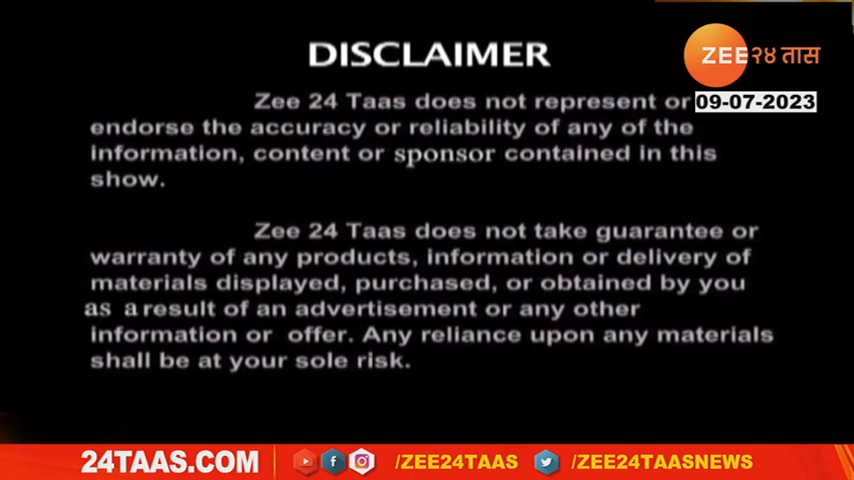 DISCLAIMER
ZEE २४ तास
09-07-2023
Zee 24 Taas does not represent or
endorse the accuracy or reliability of any of the
information, content or sponsor contained in this
show.
Zee 24 Taas does not take guarantee or
warranty of any products, information or delivery of
materials displayed, purchased, or obtained by you
as a result of an advertisement or any other
information or offer. Any reliance upon any materials
shall be at your sole risk.
24TAAS.COM /ZEE24TAAS /ZEE24TAASNEWS